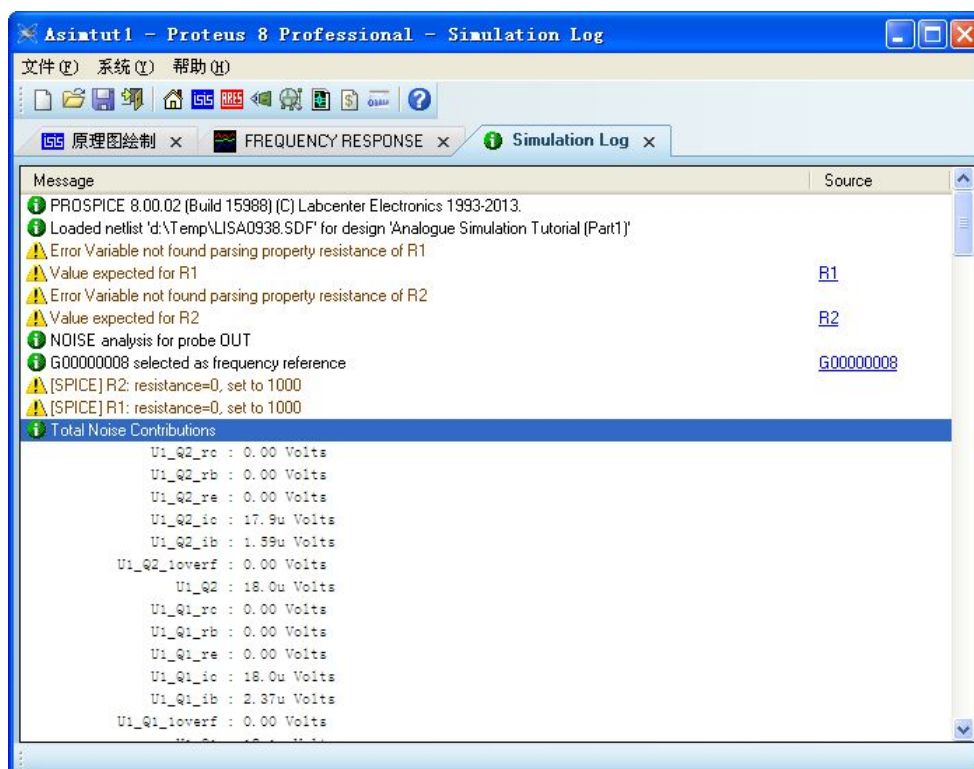 Asimtut1 - Proteus 8 Professional - Simulation Log
文件(F) 系统(Y) 帮助(H)
isis ARES $
isis 原理图绘制 × FREQUENCY RESPONSE × Simulation Log ×
Message Source
PROSPICE 8.00.02 (Build 15988) (C) Labcenter Electronics 1993-2013.
Loaded netlist 'd:\Temp\LISA0938.SDF' for design 'Analogue Simulation Tutorial (Part1)'
Error Variable not found parsing property resistance of R1
Value expected for R1 R1
Error Variable not found parsing property resistance of R2
Value expected for R2 R2
NOISE analysis for probe OUT
G00000008 selected as frequency reference G00000008
[SPICE] R2: resistance=0, set to 1000
[SPICE] R1: resistance=0, set to 1000
Total Noise Contributions
U1_Q2_rc : 0.00 Volts
U1_Q2_rb : 0.00 Volts
U1_Q2_re : 0.00 Volts
U1_Q2_ic : 17.9u Volts
U1_Q2_ib : 1.59u Volts
U1_Q2_1overf : 0.00 Volts
U1_Q2 : 18.0u Volts
U1_Q1_rc : 0.00 Volts
U1_Q1_rb : 0.00 Volts
U1_Q1_re : 0.00 Volts
U1_Q1_ic : 18.0u Volts
U1_Q1_ib : 2.37u Volts
U1_Q1_1overf : 0.00 Volts